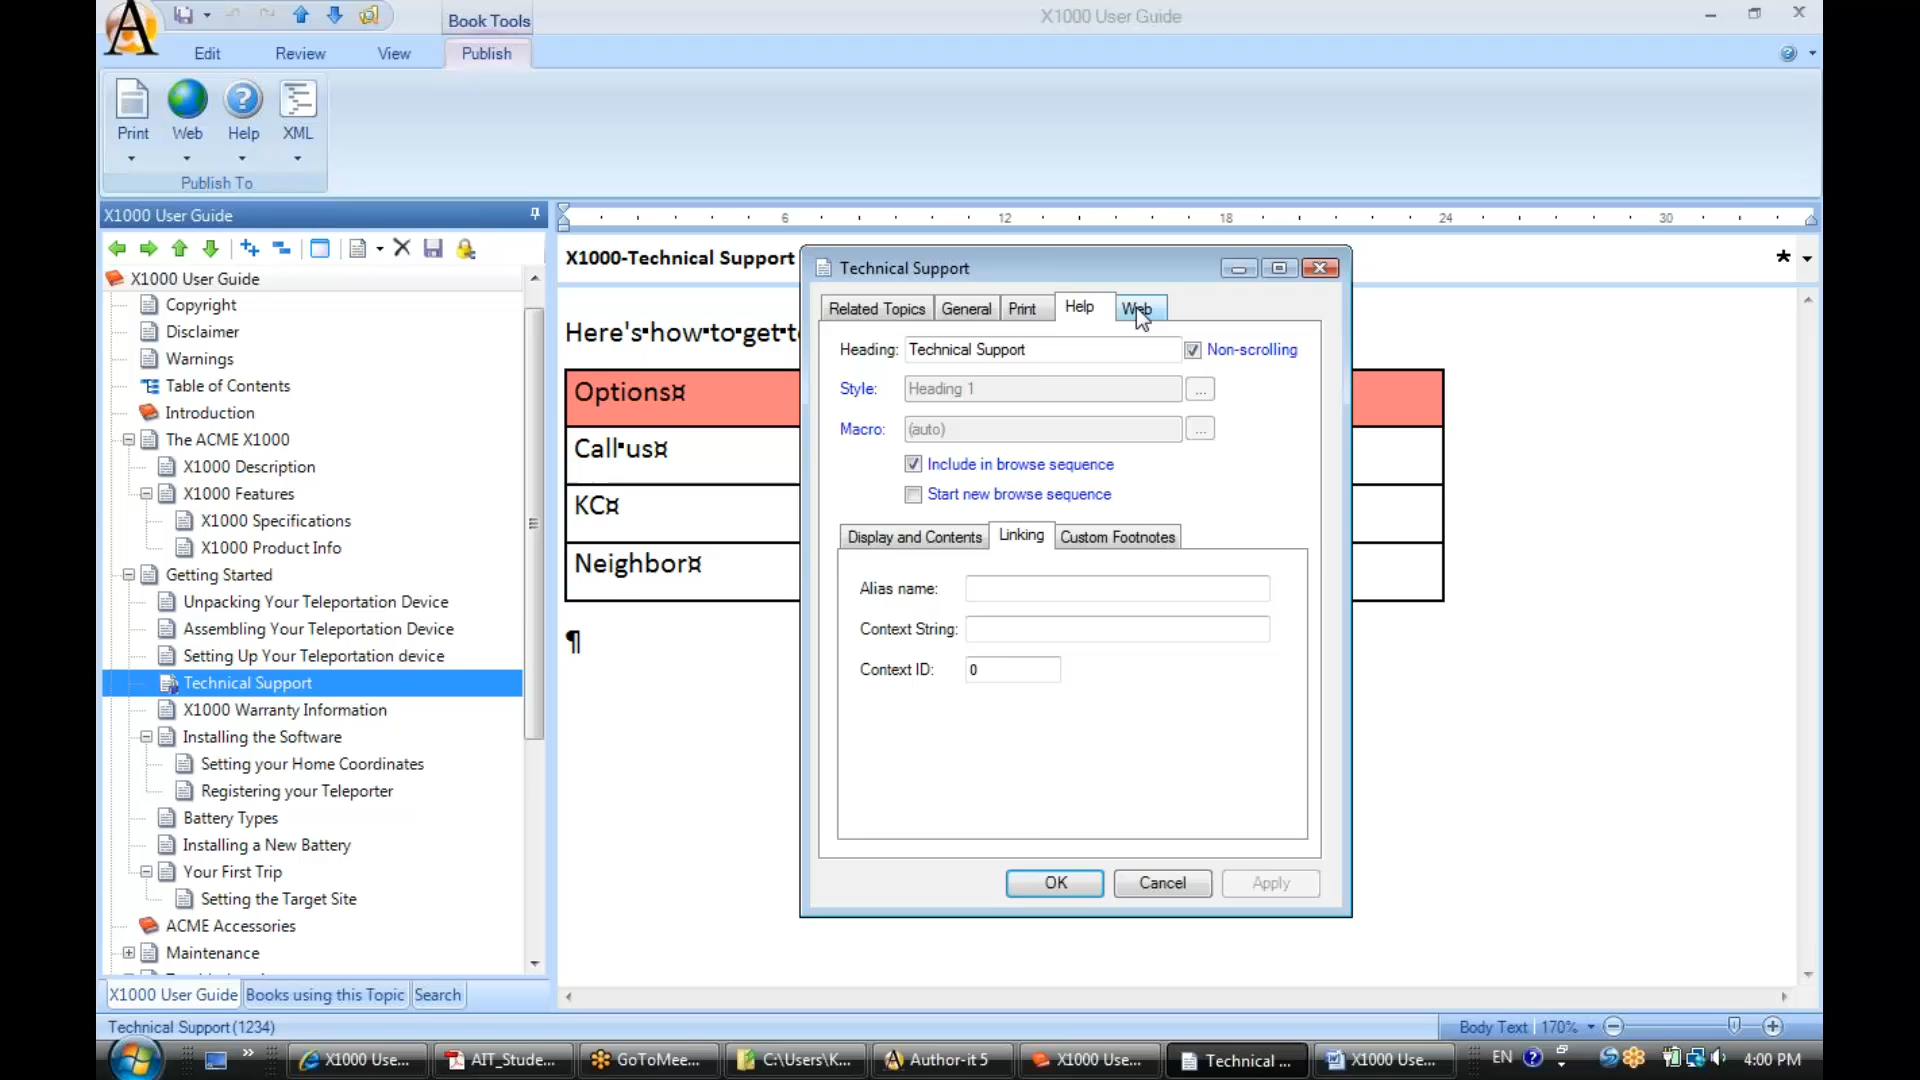 Book Tools
X1000 User Guide
Edit
Review
View
Publish
Print
Web
Help
XML
Publish To
X1000 User Guide
6
12
18
24
30
X1000 User Guide
Copyright
Disclaimer
Warnings
Table of Contents
Introduction
The ACME X1000
X1000 Description
X1000 Features
X1000 Specifications
X1000 Product Info
Getting Started
Unpacking Your Teleportation Device
Assembling Your Teleportation Device
Setting Up Your Teleportation device
Technical Support
X1000 Warranty Information
Installing the Software
Setting your Home Coordinates
Registering your Teleporter
Battery Types
Installing a New Battery
Your First Trip
Setting the Target Site
ACME Accessories
Maintenance
X1000 User Guide
Books using this Topic
Search
X1000-Technical Support
*
Here's·how·to·get·t
Options¤
Call·us¤
KC¤
Neighbor¤
¶
Technical Support
Related Topics
General
Print
Help
Web
Heading: Technical Support
Non-scrolling
Style: Heading 1 ...
Macro: (auto) ...
Include in browse sequence
Start new browse sequence
Display and Contents
Linking
Custom Footnotes
Alias name:
Context String:
Context ID: 0
OK
Cancel
Apply
Technical Support (1234)
Body Text
170%
X1000 Use...
AIT_Stude...
GoToMee...
C:\Users\K...
Author-it 5
X1000 Use...
Technical ...
X1000 Use...
EN
4:00 PM